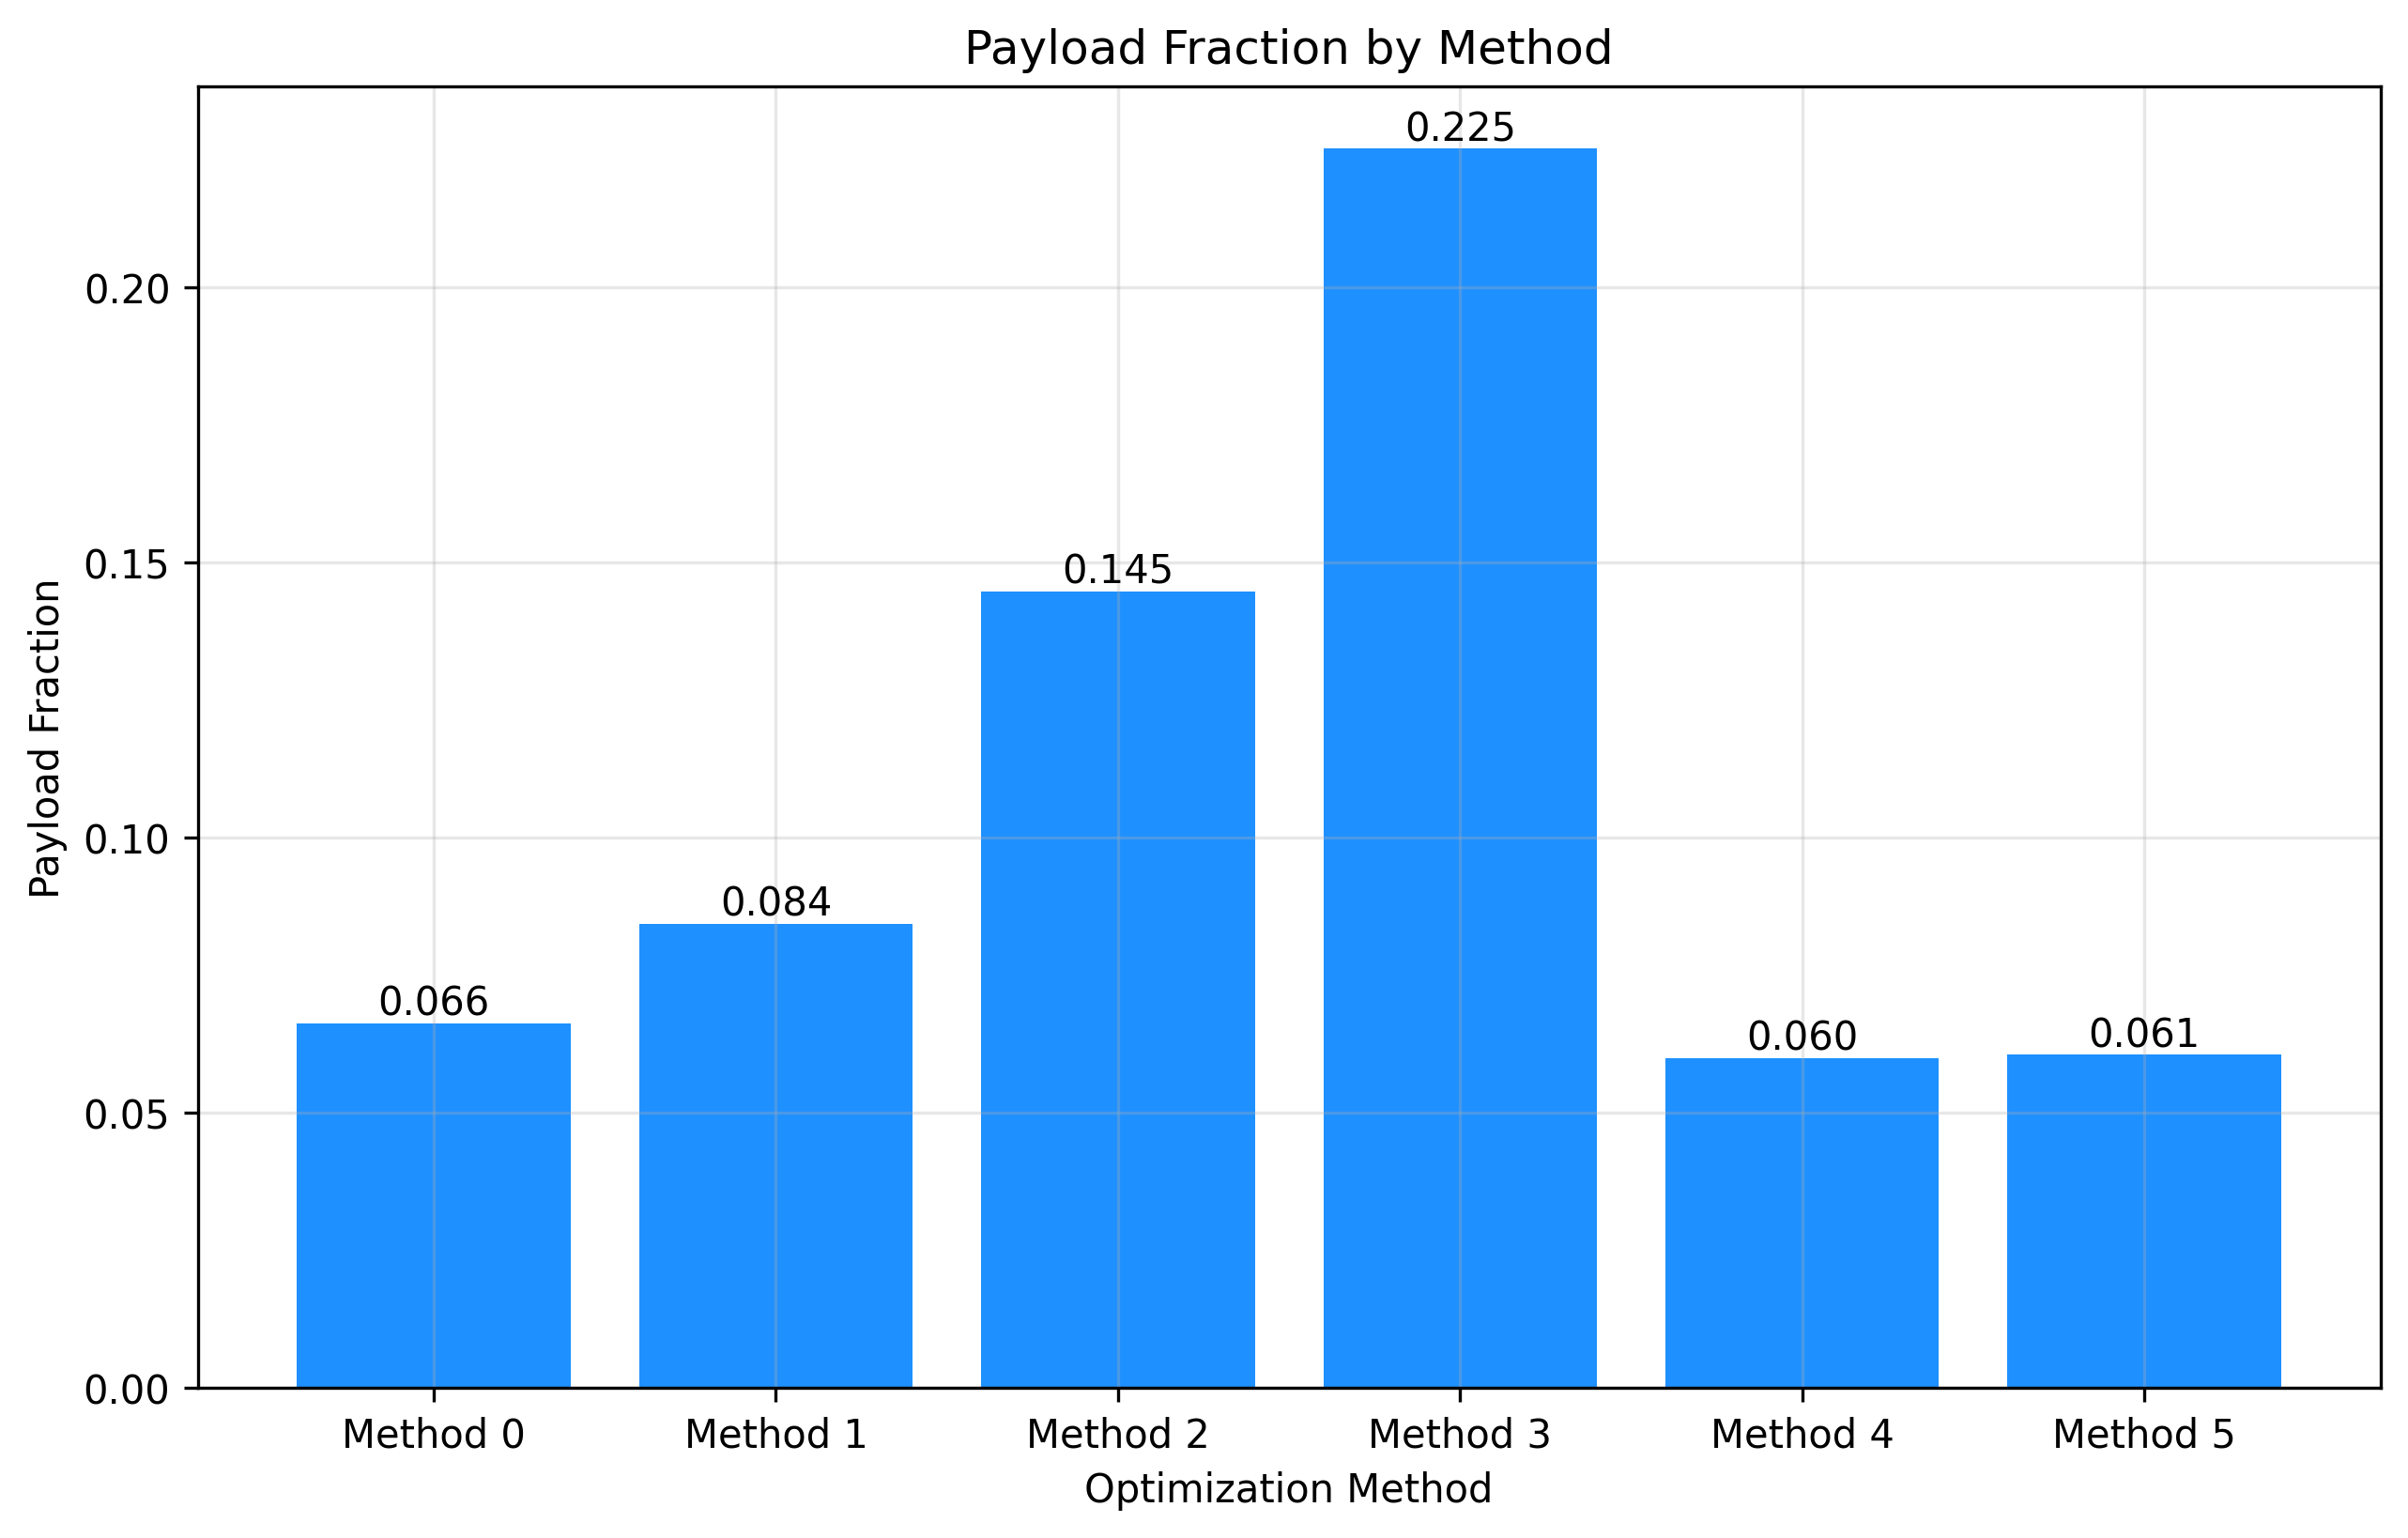 Payload Fraction by Method
0.225
0.20
0.145
0.15
0.084
0.10
0.066
0.060
0.061
0.05
0.00
Payload Fraction
Method 0
Method 1
Method 2
Method 3
Method 4
Method 5
Optimization Method